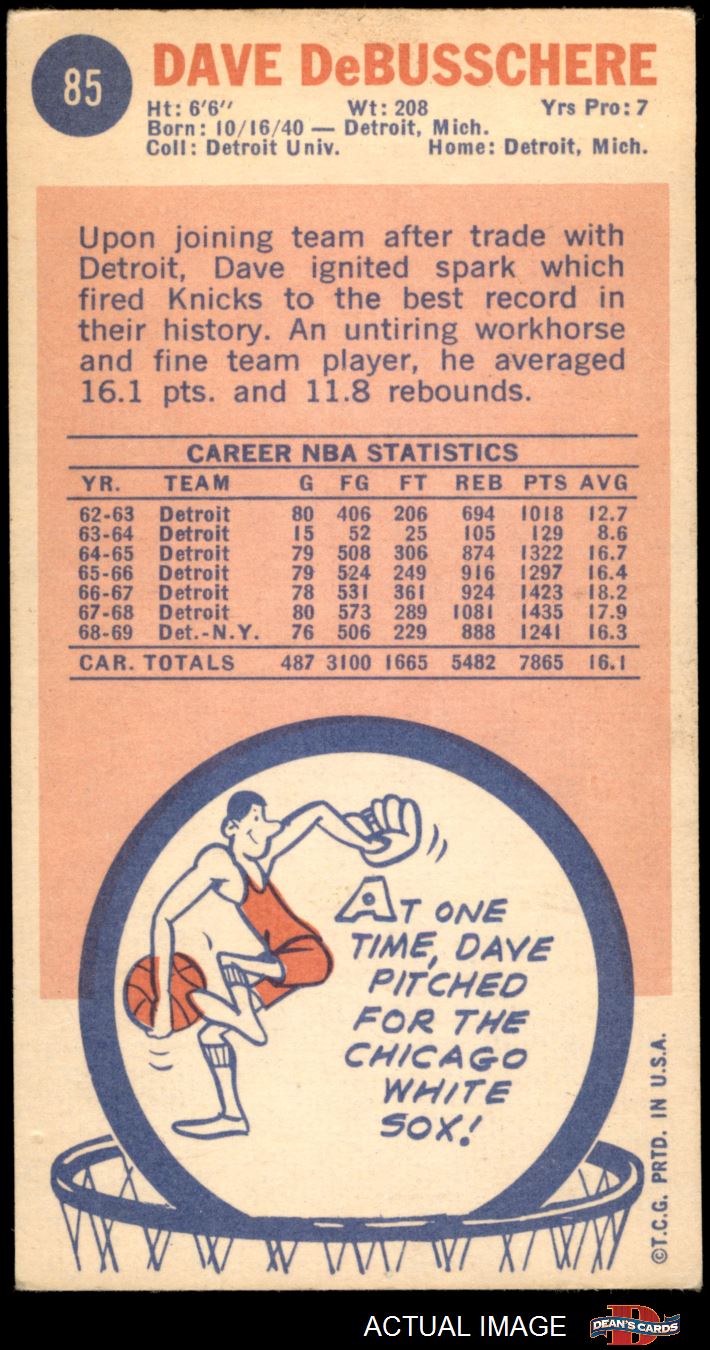 85
DAVE DeBUSSCHERE
Ht: 6'6" Wt: 208 Yrs Pro: 7
Born: 10/16/40 — Detroit, Mich.
Coll: Detroit Univ. Home: Detroit, Mich.
Upon joining team after trade with
Detroit, Dave ignited spark which
fired Knicks to the best record in
their history. An untiring workhorse
and fine team player, he averaged
16.1 pts. and 11.8 rebounds.
CAREER NBA STATISTICS
YR. TEAM G FG FT REB PTS AVG
62-63 Detroit 80 406 206 694 1018 12.7
63-64 Detroit 15 52 25 105 129 8.6
64-65 Detroit 79 508 306 874 1322 16.7
65-66 Detroit 79 524 249 916 1297 16.4
66-67 Detroit 78 531 361 924 1423 18.2
67-68 Detroit 80 573 289 1081 1435 17.9
68-69 Det.-N.Y. 76 506 229 888 1241 16.3
CAR. TOTALS 487 3100 1665 5482 7865 16.1
AT ONE
TIME, DAVE
PITCHED
FOR THE
CHICAGO
WHITE
SOX!
©T.C.G. PRTD. IN U.S.A.
ACTUAL IMAGE
D
DEAN'S CARDS